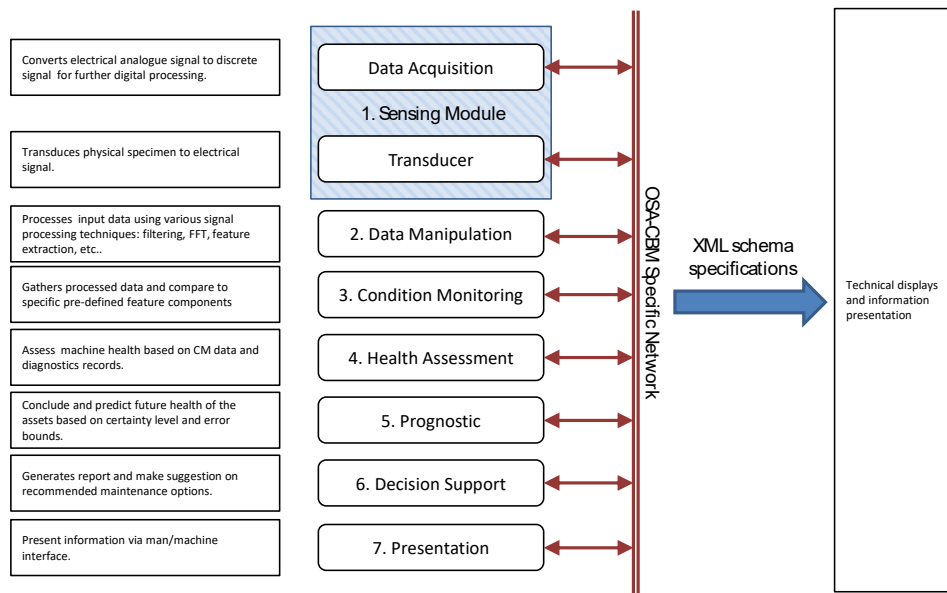 Converts electrical analogue signal to discrete
signal for further digital processing.
Data Acquisition
1. Sensing Module
Transduces physical specimen to electrical
signal.
Transducer
Processes input data using various signal
processing techniques: filtering, FFT, feature
extraction, etc..
2. Data Manipulation
Gathers processed data and compare to
specific pre-defined feature components
3. Condition Monitoring
Assess machine health based on CM data and
diagnostics records.
4. Health Assessment
Conclude and predict future health of the
assets based on certainty level and error
bounds.
5. Prognostic
Generates report and make suggestion on
recommended maintenance options.
6. Decision Support
Present information via man/machine
interface.
7. Presentation
OSA-CBM Specific Network
XML schema
specifications
Technical displays
and information
presentation